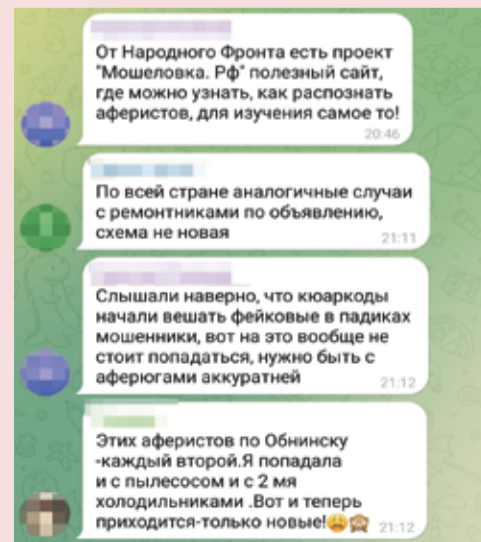 От Народного Фронта есть проект
"Мошеловка. Рф" полезный сайт,
где можно узнать, как распознать
аферистов, для изучения самое то!
20:46
По всей стране аналогичные случаи
с ремонтниками по объявлению,
схема не новая
21:11
Слышали наверно, что кюаркоды
начали вешать фейковые в падиках
мошенники, вот на это вообще не
стоит попадаться, нужно быть с
аферюгами аккуратней
21:12
Этих аферистов по Обнинску
-каждый второй.Я попадала
и с пылесосом и с 2 мя
холодильниками .Вот и теперь
приходится-только новые!😩🙊
21:12